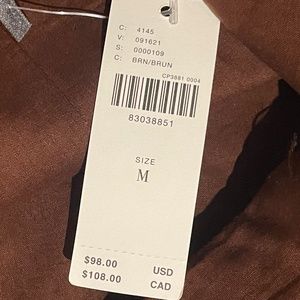 C: 4145
V: 091621
S: 0000109
C: BRN/BRUN
CP3881 0004
83038851
SIZE
M
$98.00 USD
$108.00 CAD